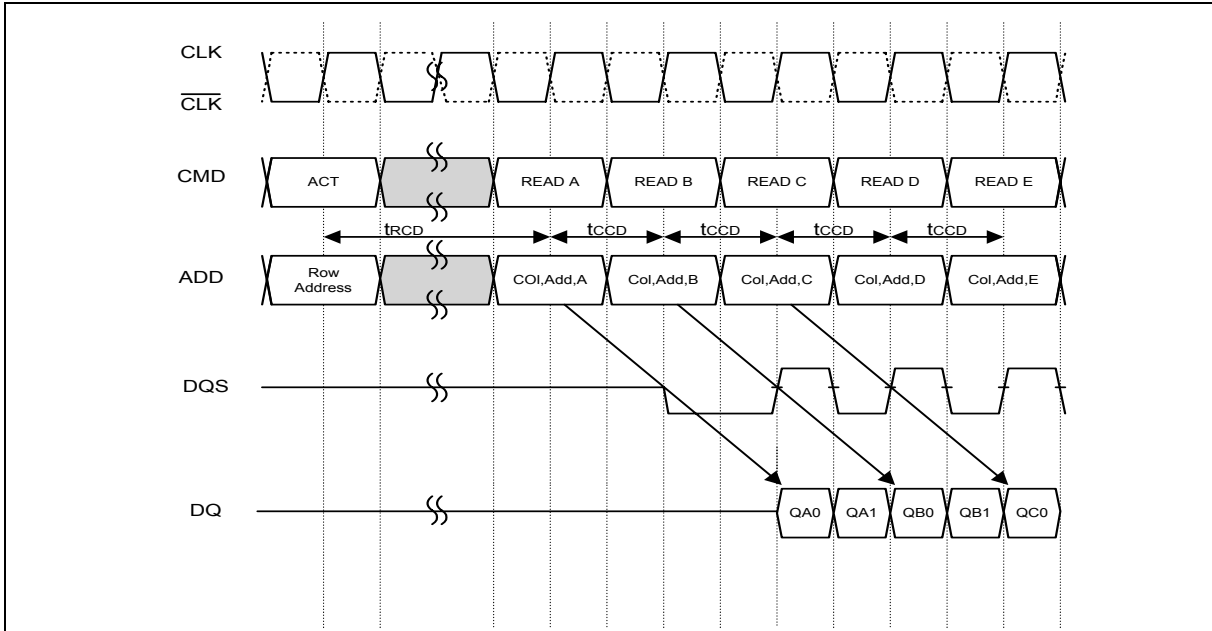 CLK
CLK
CMD ACT READ A READ B READ C READ D READ E
tRCD tCCD tCCD tCCD tCCD
ADD Row Address COl,Add,A Col,Add,B Col,Add,C Col,Add,D Col,Add,E
DQS
DQ QA0 QA1 QB0 QB1 QC0